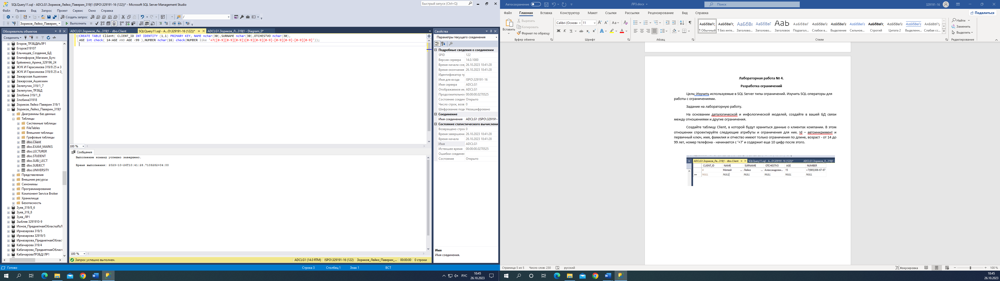 SQLQuery11.sql - ADCLG1.Зориков_Лейко_Паверин_319|1 (ISPO\329191-16 (122))* - Microsoft SQL Server Management Studio
Быстрый запуск (Ctrl+Q)
Файл Правка Вид Запрос Проект Сервис Окно Справка
Создать запрос
Зориков_Лейко_Паверин_ Выполнить
Обозреватель объектов
Соединить
Егоров_ТРЗБДИзЛР1
Егоров319107
Ельчищев_Создание_БД
Епитифоров_Магазин_Бутс
Ерёменко_Арина_329196_24
ЖУК И Герасимова 319/8 25 и 3
ЖУК И Герасимова 319/8 25 и 3_
Зажарская Ашихмин
Зажарская_Ашихмин
Зелепугин_319/1_7
Зелепугин_ТРЗБД
Злобина 319/1_8
Злобина31918
Зориков Лейко Паверин 319/1
Зориков_Лейко_Паверин_319|1
Диаграммы баз данных
Таблицы
Системные таблицы
FileTables
Внешние таблицы
Графовые таблицы
dbo.Client
dbo.EXAM_MARKS
dbo.LECTURER
dbo.STUDENT
dbo.SUBJ_LECT
dbo.SUBJECT
dbo.UNIVERSITY
Представления
Внешние ресурсы
Синонимы
Программирование
Компонент Service Broker
Хранилище
Безопасность
Зуев_319/8_6
Зуев_319_8
Зуев_ЛР1
Зыблев 3291910-9
Ионов_ПредметнаяОбластьИзЛ
Ирназарова 319/5
Ирназарова 32919/5
Ирназарова_ПредметнаяОблас
Кабачарова 319/4
Кабачарова_ПредметнаяОбласт
КабачароваТРЗБД/ЛР1
ADCLG1.Зориков_Ле...319|1 - dbo.Client SQLQuery11.sql - A...O\329191-16 (122))* ADCLG1.Зориков_Л...319|1 - Diagram_0*
CREATE TABLE Client( CLIENT_ID INT IDENTITY (1,1) PRIMARY KEY, NAME nchar(30),SURNAME nchar(30),OTCHESTVO nchar(30),
AGE int check( 14<AGE AND AGE <99 ),NUMBER nchar(16) check(NUMBER like '+7([0-9][0-9][0-9])[0-9][0-9][0-9]-[0-9][0-9]-[0-9][0-9]'));
100 %
Сообщения
Выполнение команд успешно завершено.
Время выполнения: 2023-10-26T10:41:28.7103282+04:00
100 %
Запрос успешно выполнен. ADCLG1 (14.0 RTM) ISPO\329191-16 (122) Зориков_Лейко_Паверин_... 00:00:00 0 строки
Свойства
Параметры текущего соединения
Подробные сведения о соединении
SPID 122
Версия сервера 14.0.1000
Время начала сое 26.10.2023 10:41:28
Время окончания 26.10.2023 10:41:28
Идентификатор тр
Имя для входа ISPO\329191-16
Имя сервера ADCLG1
Отображаемое им ADCLG1
Продолжительнос 00:00:00.0270525
Состояние соедин Открыто
Число строк, возв 0
Шифрование подк Незашифровано
Соединение
Имя соединения ADCLG1 (ISPO\329191-
Состояние статистического вычислени
Возвращено строк 0
Время завершени 26.10.2023 10:41:28
Время начала 26.10.2023 10:41:28
Имя ADCLG1
Истекшее время 00:00:00.0270525
Ошибки соединен
Состояние Открыто
Имя
Имя соединения.
Готово Строка 3 Столбец 1 Знак 1 ВСТ
РУС 10:45
26.10.2023
Автосохранение ЛР3.docx Поиск 329191-16
Файл Главная Вставка Конструктор Макет Ссылки Рассылки Рецензирование Вид Справка Поделиться
Вставить
Вырезать
Копировать
Формат по образцу
Calibri (Основн 11
Обычный Без инте... Заголово... Заголово... Заголовок Подзагол... Слабое в... Выделение Сильное... Строгий Цитата 2 Выделенн... Слабая сс...
Найти
Заменить
Выделить
Буфер обмена Шрифт Абзац Стили Редактирование
Лабораторная работа № 4.
Разработка ограничений
Цель: Изучить используемые в SQL Server типы ограничений. Изучить SQL-операторы для
работы с ограничениями.
Задание на лабораторную работу.
На основании даталогической и инфологической моделей, создайте в вашей БД связи
между отношениями и другие ограничения.
Создайте таблицу Client, в которой будут храниться данные о клиентах компании. В этом
отношении спроектируйте следующие атрибуты и ограничения для них. Id – автоинкримент и
первичный ключ, имя, фамилия и отчество имеют только ограничения по длине, возраст - от 14 до
99 лет, номер телефона - начинается с ‘+7’ и содержит еще 10 цифр после этого.
ADCLG1.Зориков_Ле...319|1 - dbo.Client SQLQuery11.sql - A...O\329191-16 (122))* ADCLG1.Зориков_Л...319|1 -
CLIENT_ID NAME SURNAME OTCHESTVO AGE NUMBER
4 Матвей ... Лейко ... Александрови... 15 +7(985)306-67-87
NULL NULL NULL NULL NULL NULL
Страница 5 из 5 Число слов: 230 русский Фокусировка 100 %
10:45
26.10.2023